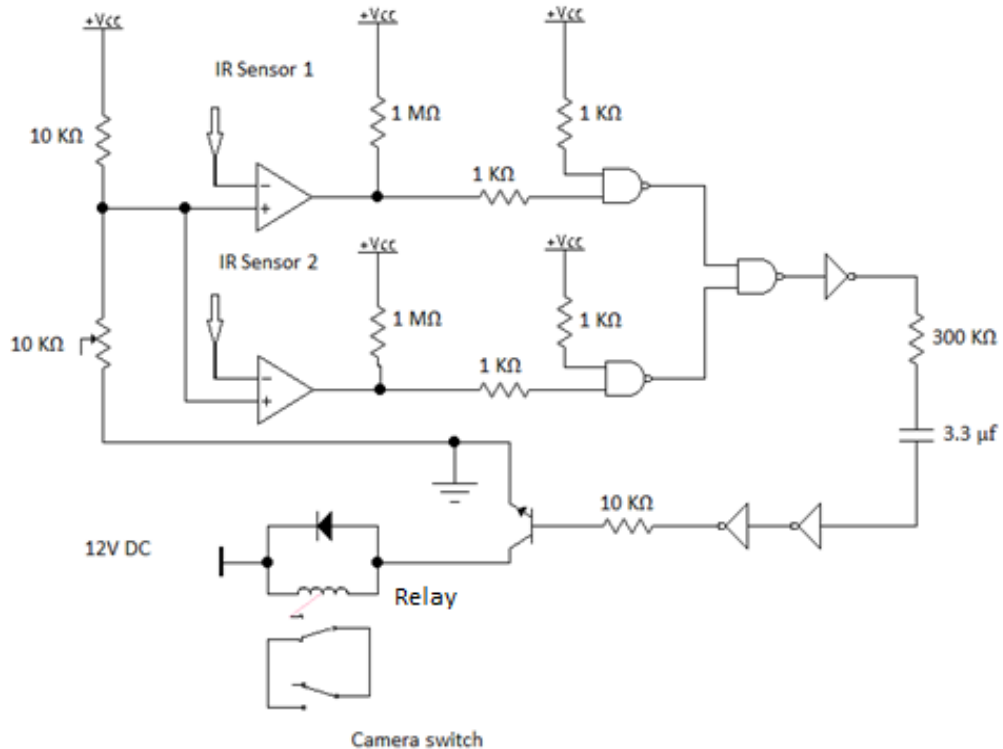 +Vcc
+Vcc
+Vcc
IR Sensor 1
10 KΩ
1 MΩ
1 KΩ
1 KΩ
−
+
+Vcc
+Vcc
IR Sensor 2
10 KΩ
1 MΩ
1 KΩ
1 KΩ
300 KΩ
−
+
3.3 µf
10 KΩ
12V DC
Relay
Camera switch